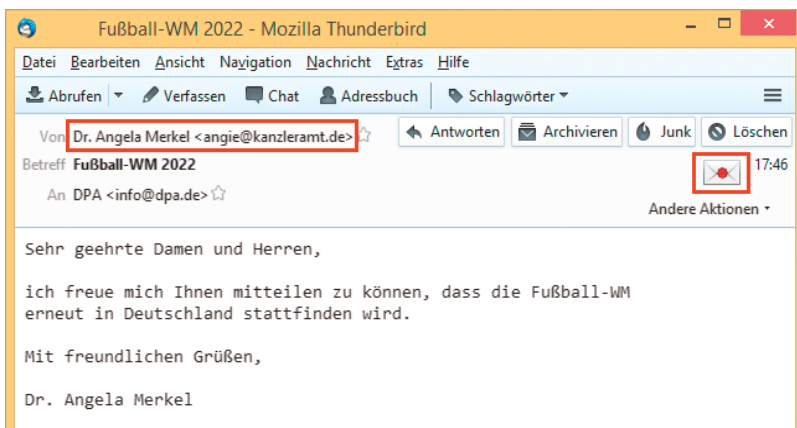 Fußball-WM 2022 - Mozilla Thunderbird
Datei Bearbeiten Ansicht Navigation Nachricht Extras Hilfe
Abrufen Verfassen Chat Adressbuch Schlagwörter
Von Dr. Angela Merkel <angie@kanzleramt.de> Antworten Archivieren Junk Löschen
Betreff Fußball-WM 2022 17:46
An DPA <info@dpa.de>
Andere Aktionen
Sehr geehrte Damen und Herren,
ich freue mich Ihnen mitteilen zu können, dass die Fußball-WM
erneut in Deutschland stattfinden wird.
Mit freundlichen Grüßen,
Dr. Angela Merkel